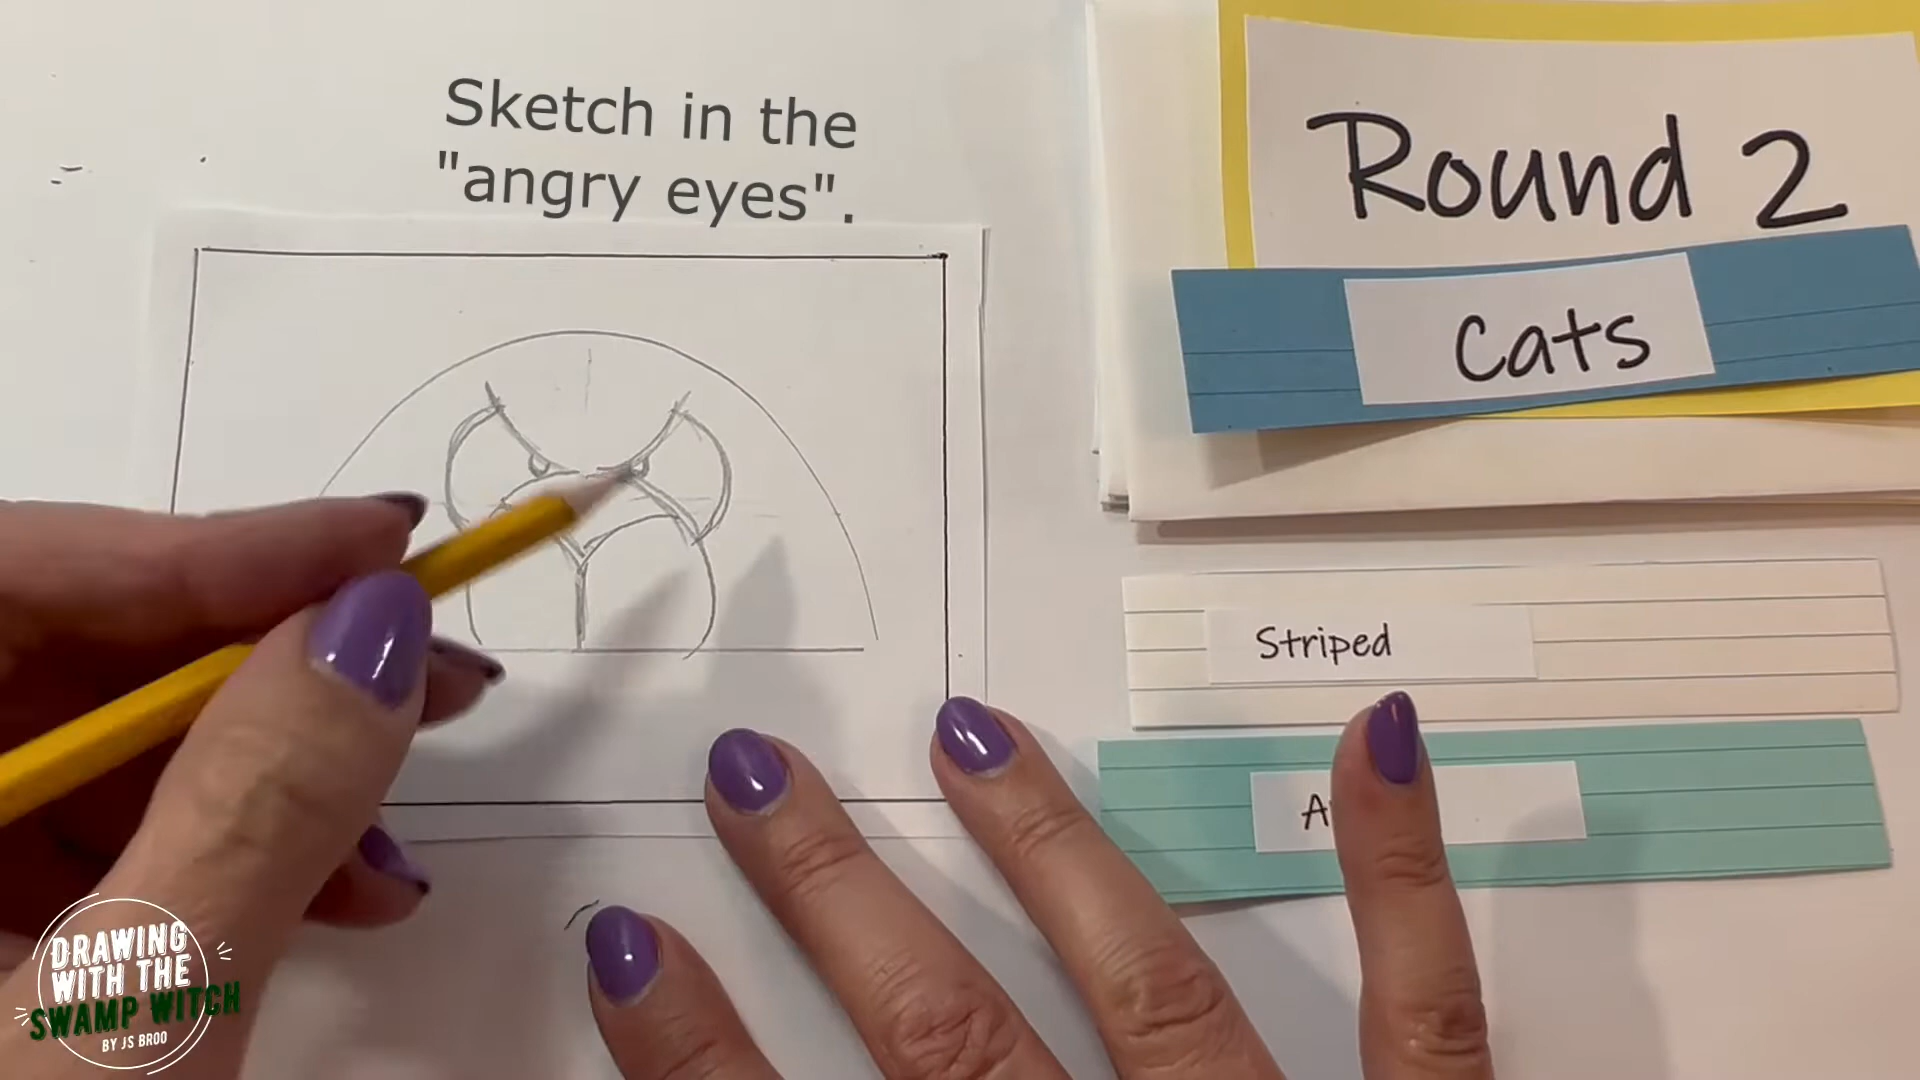 Sketch in the
"angry eyes".
Round 2
Cats
Striped
DRAWING
WITH THE
SWAMP WITCH
BY JS BROO